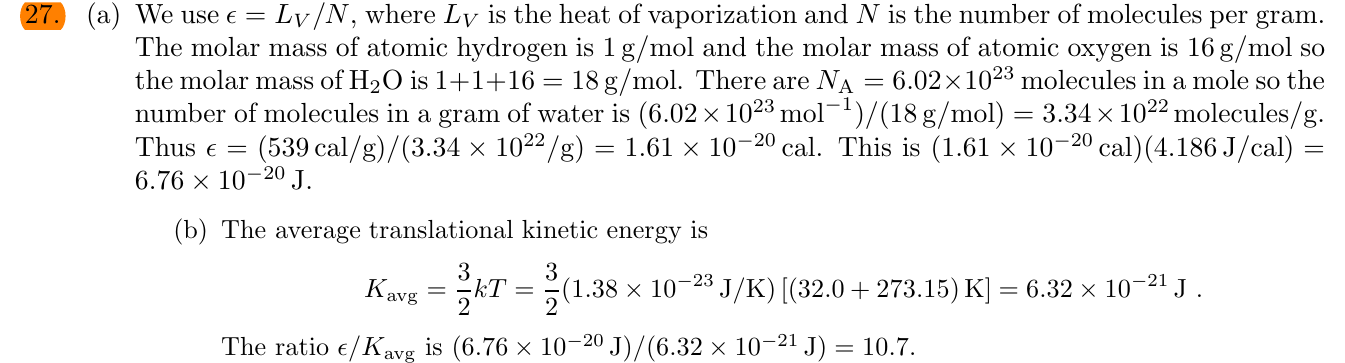 27. (a) We use ϵ = L_V/N, where L_V is the heat of vaporization and N is the number of molecules per gram.
The molar mass of atomic hydrogen is 1 g/mol and the molar mass of atomic oxygen is 16 g/mol so
the molar mass of H₂O is 1+1+16 = 18 g/mol. There are N_A = 6.02×10²³ molecules in a mole so the
number of molecules in a gram of water is (6.02 × 10²³ mol⁻¹)/(18 g/mol) = 3.34 × 10²² molecules/g.
Thus ϵ = (539 cal/g)/(3.34 × 10²²/g) = 1.61 × 10⁻²⁰ cal. This is (1.61 × 10⁻²⁰ cal)(4.186 J/cal) =
6.76 × 10⁻²⁰ J.
(b) The average translational kinetic energy is
K_avg = 3/2 kT = 3/2 (1.38 × 10⁻²³ J/K) [(32.0 + 273.15) K] = 6.32 × 10⁻²¹ J .
The ratio ϵ/K_avg is (6.76 × 10⁻²⁰ J)/(6.32 × 10⁻²¹ J) = 10.7.